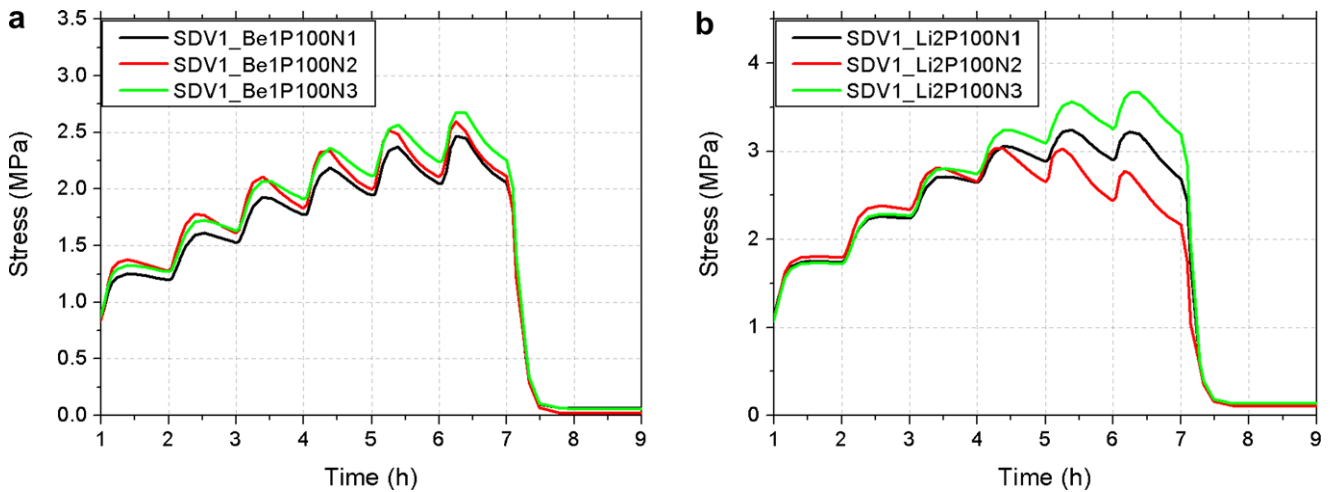 a
3.5
3.0
2.5
2.0
1.5
1.0
0.5
0.0
Stress (MPa)
SDV1_Be1P100N1
SDV1_Be1P100N2
SDV1_Be1P100N3
1 2 3 4 5 6 7 8 9
Time (h)
b
4
3
2
1
0
Stress (MPa)
SDV1_Li2P100N1
SDV1_Li2P100N2
SDV1_Li2P100N3
1 2 3 4 5 6 7 8 9
Time (h)